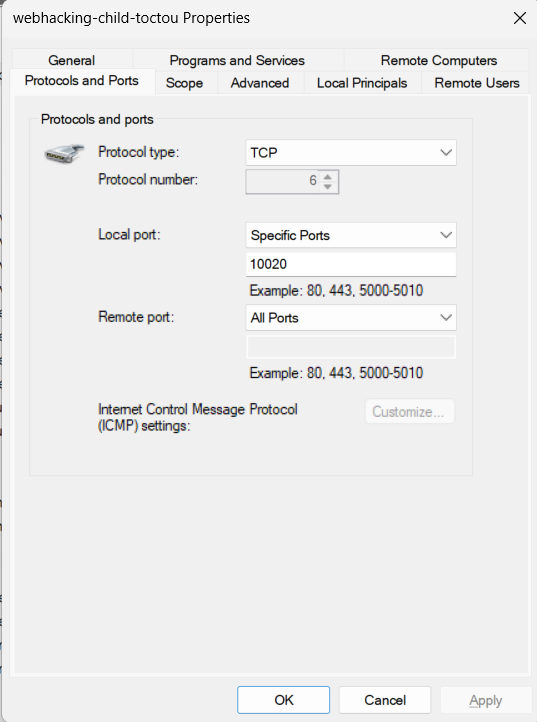 webhacking-child-toctou Properties
General
Programs and Services
Remote Computers
Protocols and Ports
Scope
Advanced
Local Principals
Remote Users
Protocols and ports
Protocol type:
TCP
Protocol number:
6
Local port:
Specific Ports
10020
Example: 80, 443, 5000-5010
Remote port:
All Ports
Example: 80, 443, 5000-5010
Internet Control Message Protocol
(ICMP) settings:
Customize...
OK
Cancel
Apply